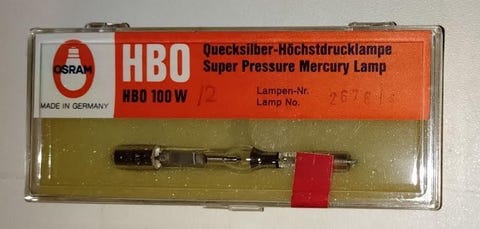 OSRAM
MADE IN GERMANY
HBO
HBO 100 W /2
Quecksilber-Höchstdrucklampe
Super Pressure Mercury Lamp
Lampen-Nr.
Lamp No.